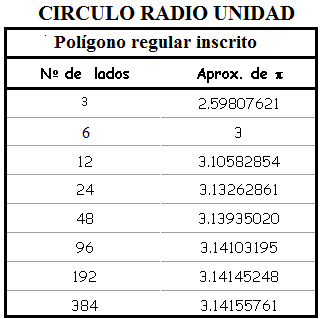 CIRCULO RADIO UNIDAD
Polígono regular inscrito
Nº de lados Aprox. de π
3 2.59807621
6 3
12 3.10582854
24 3.13262861
48 3.13935020
96 3.14103195
192 3.14145248
384 3.14155761